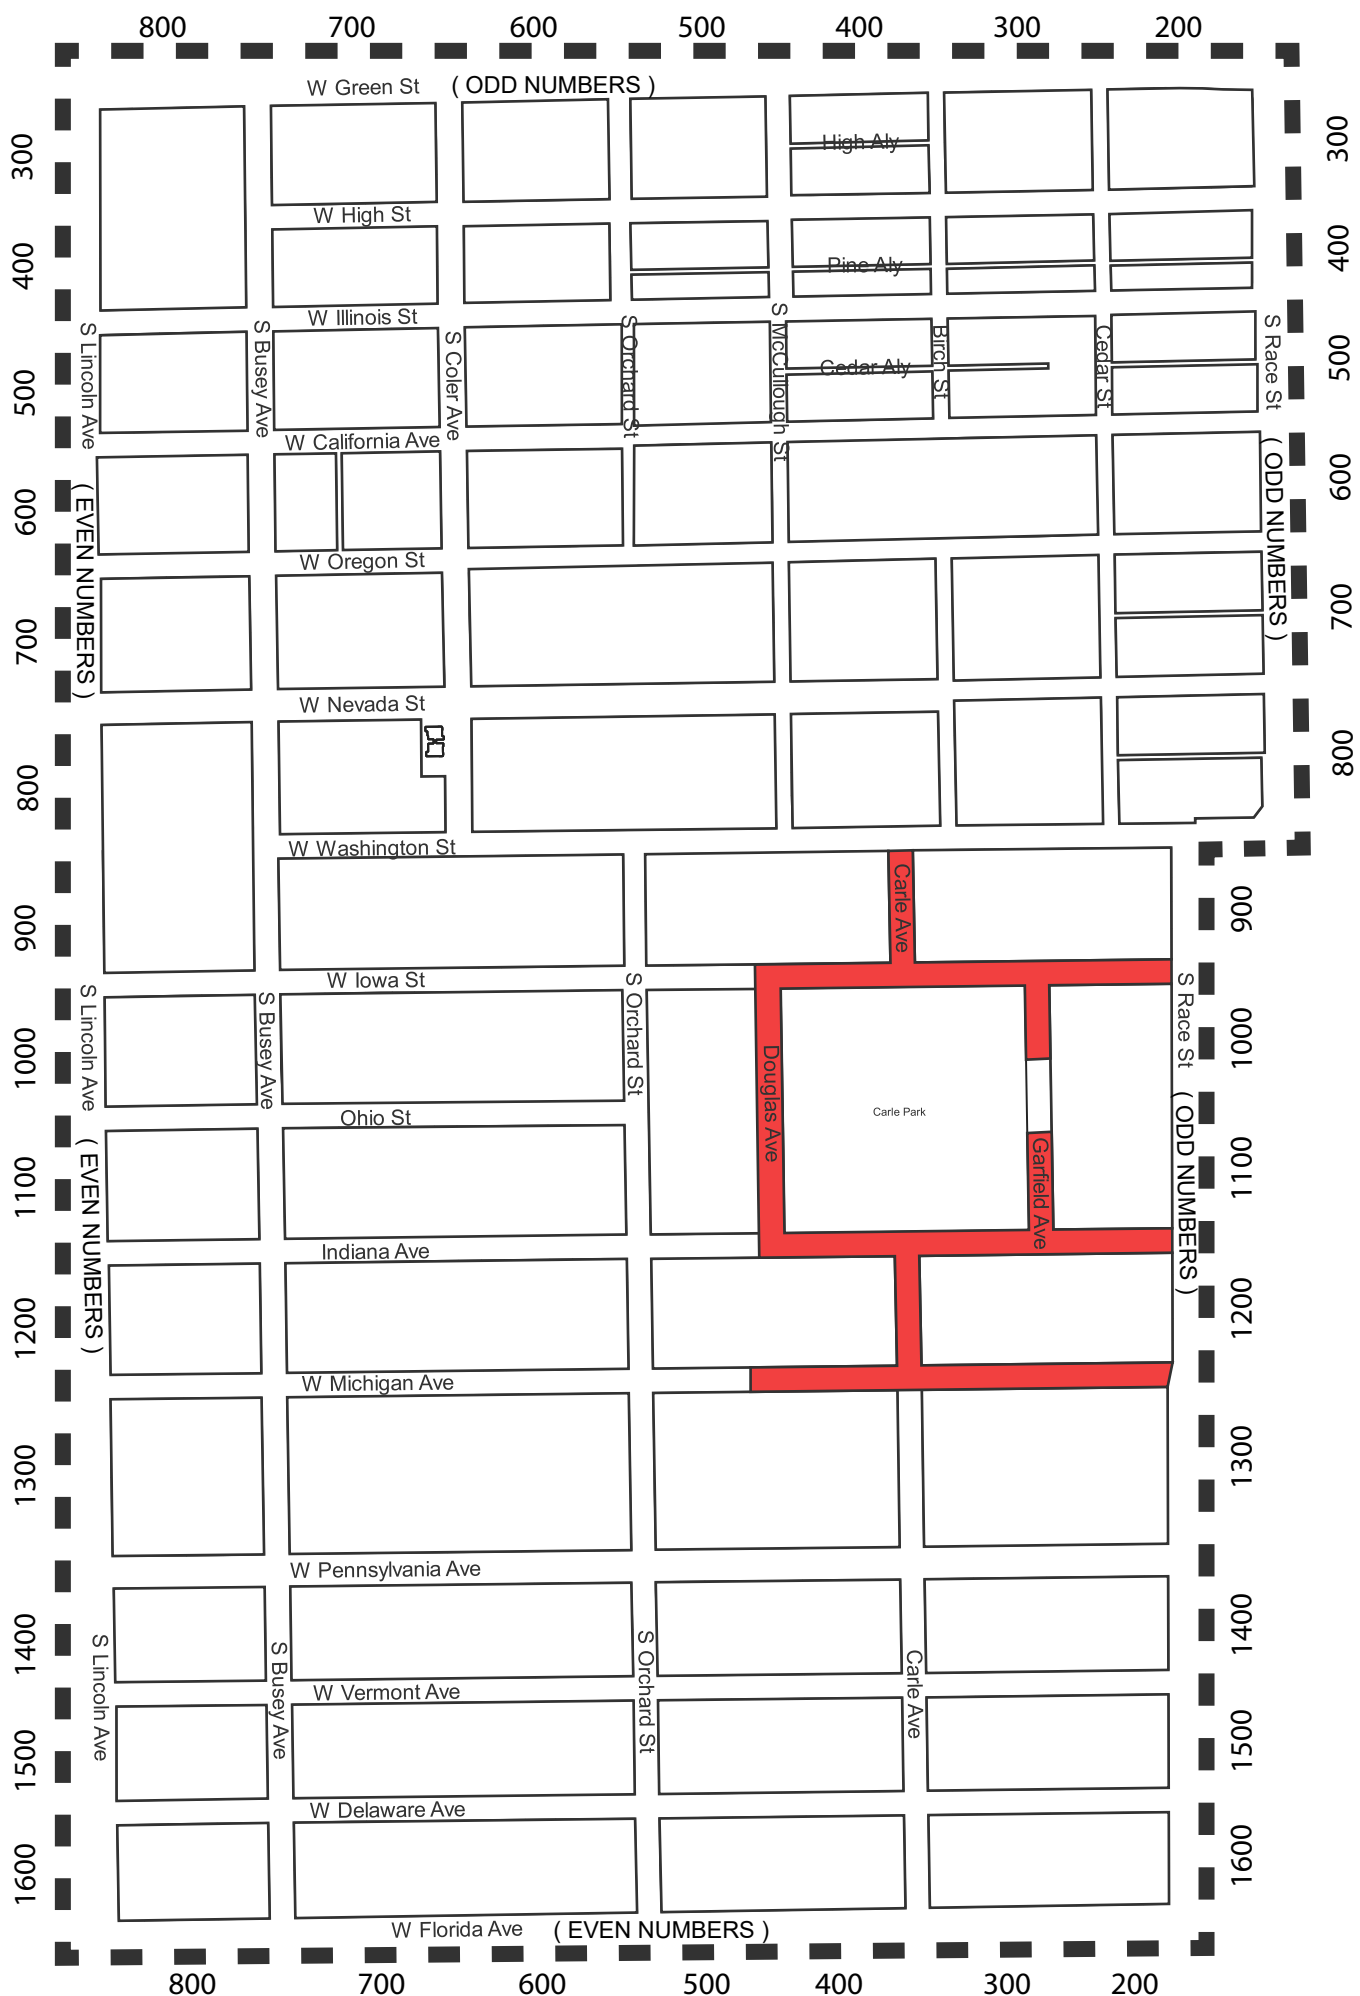 800 700 600 500 400 300 200
W Green St ( ODD NUMBERS )
300 High Aly 300
W High St
400 Pine Aly 400
W Illinois St
S Lincoln Ave
S Busey Ave
S Coler Ave
S Orchard St
S McCullough St
Birch St
Cedar St
S Race St
500 Cedar Aly 500
W California Ave
( EVEN NUMBERS )
( ODD NUMBERS )
600 600
W Oregon St
700 700
W Nevada St
800 800
W Washington St
Carle Ave
900 900
W Iowa St
S Lincoln Ave
S Busey Ave
S Orchard St
Douglas Ave
S Race St
1000 1000
Carle Park
Ohio St
( EVEN NUMBERS )
Garfield Ave
( ODD NUMBERS )
1100 1100
Indiana Ave
1200 1200
W Michigan Ave
1300 1300
W Pennsylvania Ave
1400 1400
S Lincoln Ave
S Busey Ave
S Orchard St
Carle Ave
W Vermont Ave
1500 1500
W Delaware Ave
1600 1600
W Florida Ave ( EVEN NUMBERS )
800 700 600 500 400 300 200